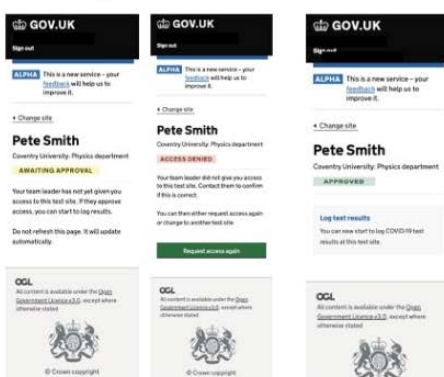 GOV.UK
Sign out
ALPHA This is a new service – your
feedback will help us to
improve it.
Change site
Pete Smith
Coventry University: Physics department
AWAITING APPROVAL
Your team leader has not yet given you
access to this test site. If they approve
access, you can start to log results.
Do not refresh this page. It will update
automatically.
OGL
All content is available under the Open
Government Licence v3.0, except where
otherwise stated
© Crown copyright
GOV.UK
Sign out
ALPHA This is a new service – your
feedback will help us to
improve it.
Change site
Pete Smith
Coventry University: Physics department
ACCESS DENIED
Your team leader did not give you access
to this test site. Contact them to confirm
if this is correct.
You can then either request access again
or change to another test site.
Request access again
OGL
All content is available under the Open
Government Licence v3.0, except where
otherwise stated
© Crown copyright
GOV.UK
Sign out
ALPHA This is a new service – your
feedback will help us to
improve it.
Change site
Pete Smith
Coventry University: Physics department
APPROVED
Log test results
You can now start to log COVID-19 test
results at this test site.
OGL
All content is available under the Open
Government Licence v3.0, except where
otherwise stated